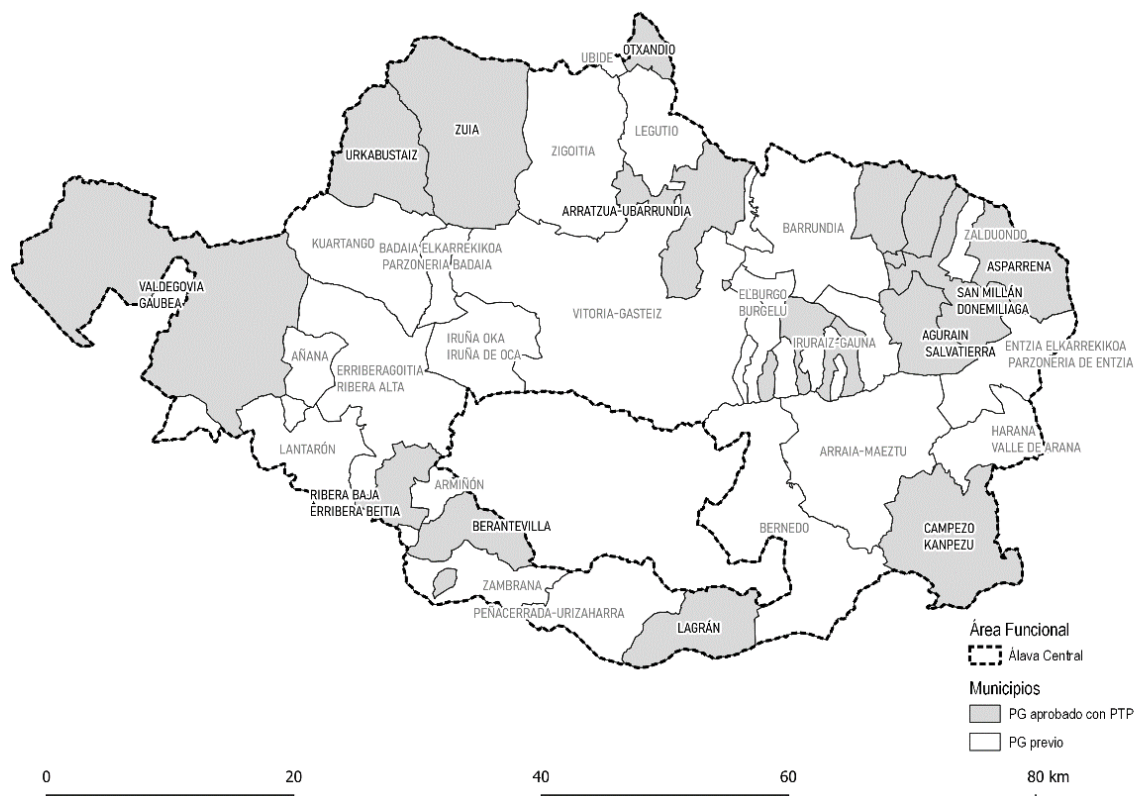 UBIDE
OTXANDIO
ZUIA
LEGUTIO
URKABUSTAIZ
ZIGOITIA
ARRATZUA-UBARRUNDIA
BARRUNDIA
ZALDUONDO
KUARTANGO
BADAIA ELKARREKIKOA
PARZONERIA BADAIA
ASPARRENA
VALDEGOVIA
GAUBEA
ELBURGO
BURGELU
SAN MILLÁN
DONEMILIAGA
VITORIA-GASTEIZ
IRUÑA OKA
IRUÑA DE OCA
IRURAIZ-GAUNA
AGURAIN
SALVATIERRA
ENTZIA ELKARREKIKOA
PARZONERIA DE ENTZIA
AÑANA
ERRIBERAGOITIA
RIBERA ALTA
HARANA
VALLE DE ARANA
LANTARÓN
ARRAIA-MAEZTU
ARMIÑÓN
RIBERA BAJA
ERRIBERA BEITIA
BERANTEVILLA
BERNEDO
CAMPEZO
KANPEZU
ZAMBRANA
PEÑACERRADA-URIZAHARRA
LAGRÁN
Área Funcional
Álava Central
Municipios
PG aprobado con PTP
PG previo
0 20 40 60 80 km